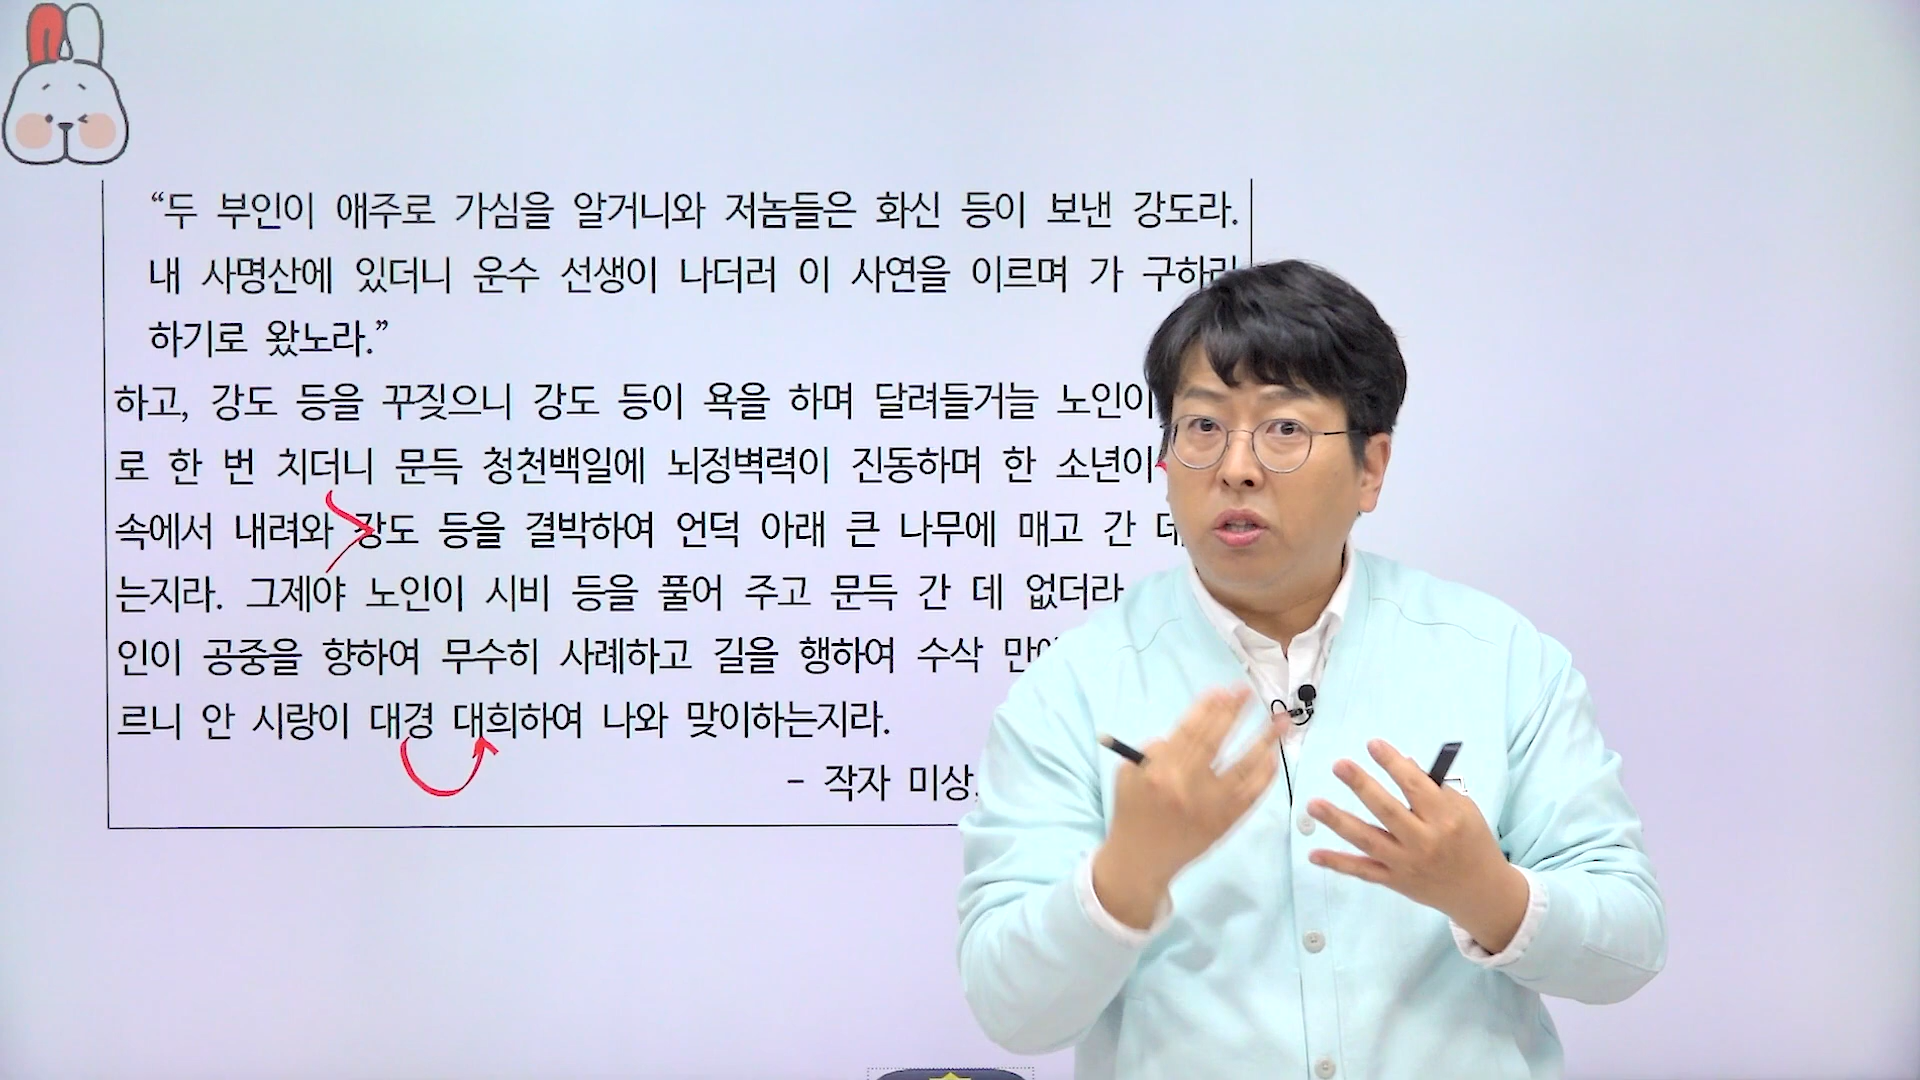 “두 부인이 애주로 가심을 알거니와 저놈들은 화신 등이 보낸 강도라.
내 사명산에 있더니 운수 선생이 나더러 이 사연을 이르며 가 구하라
하기로 왔노라.”
하고, 강도 등을 꾸짖으니 강도 등이 욕을 하며 달려들거늘 노인이
로 한 번 치더니 문득 청천백일에 뇌정벽력이 진동하며 한 소년이
속에서 내려와 강도 등을 결박하여 언덕 아래 큰 나무에 매고 간 데
는지라. 그제야 노인이 시비 등을 풀어 주고 문득 간 데 없더라
인이 공중을 향하여 무수히 사례하고 길을 행하여 수삭 만에
르니 안 시랑이 대경 대희하여 나와 맞이하는지라.
- 작자 미상,